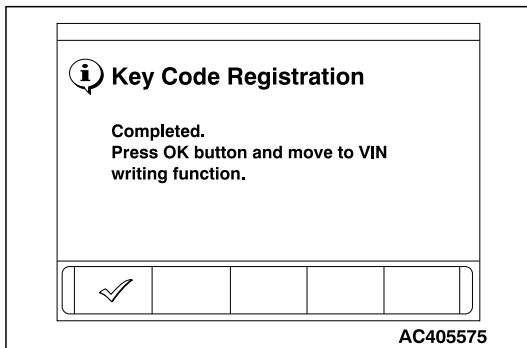 Key Code Registration
Completed.
Press OK button and move to VIN
writing function.
AC405575